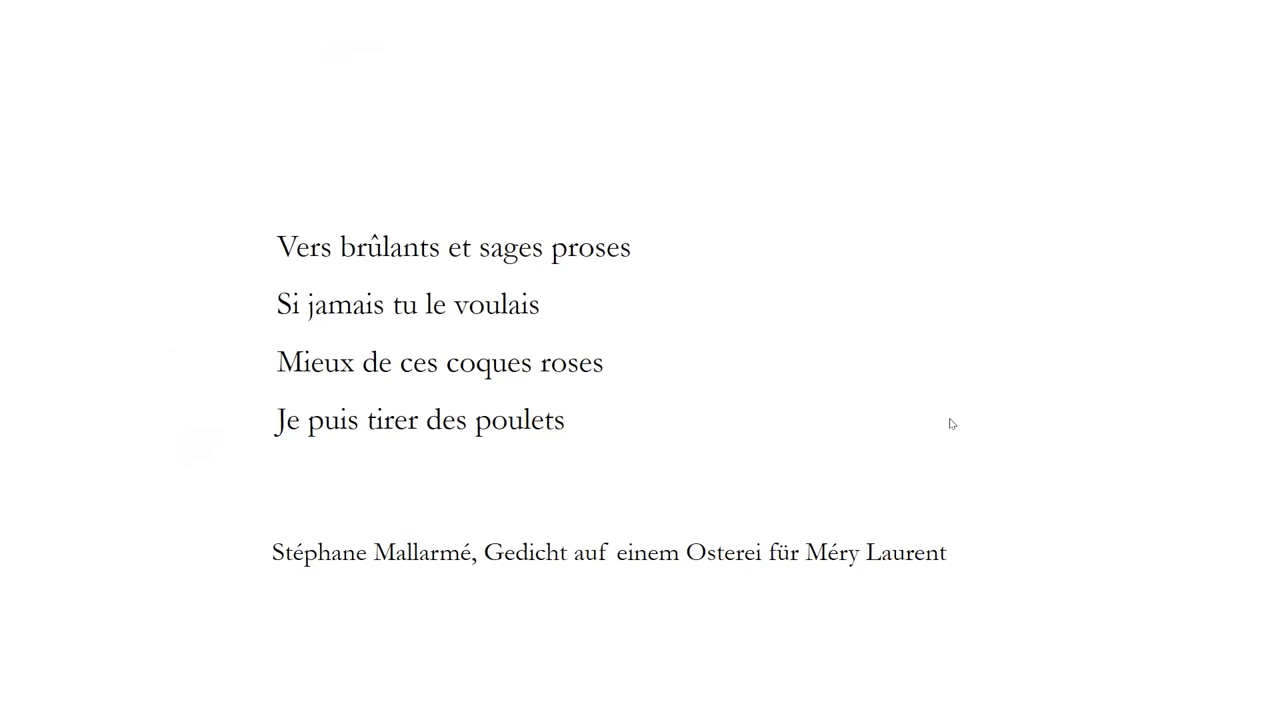 Vers brûlants et sages proses
Si jamais tu le voulais
Mieux de ces coques roses
Je puis tirer des poulets
Stéphane Mallarmé, Gedicht auf einem Osterei für Méry Laurent